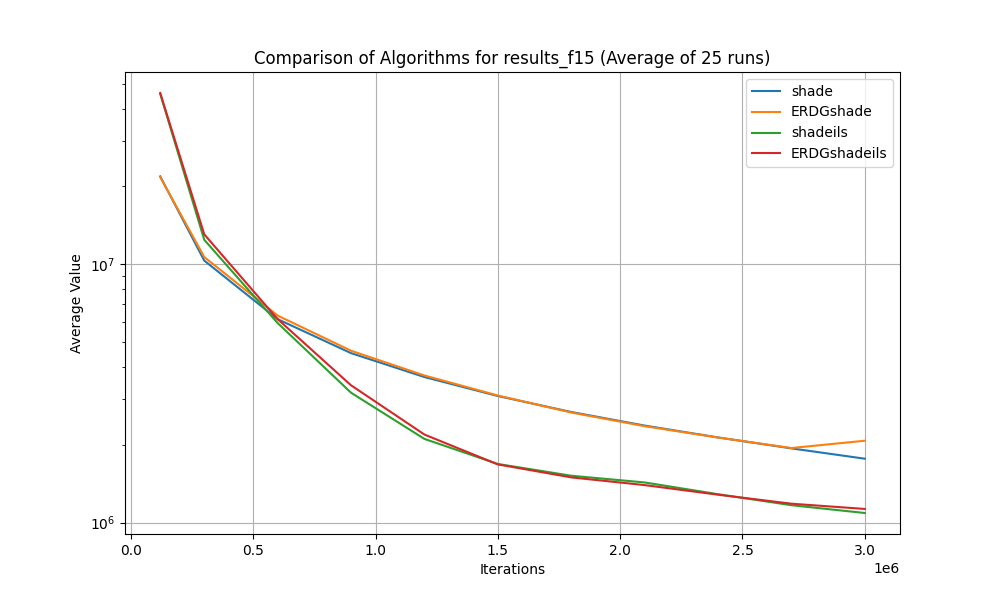 Comparison of Algorithms for results_f15 (Average of 25 runs)
shade
ERDGshade
shadeils
ERDGshadeils
Average Value
10^7
10^6
0.0 0.5 1.0 1.5 2.0 2.5 3.0
1e6
Iterations